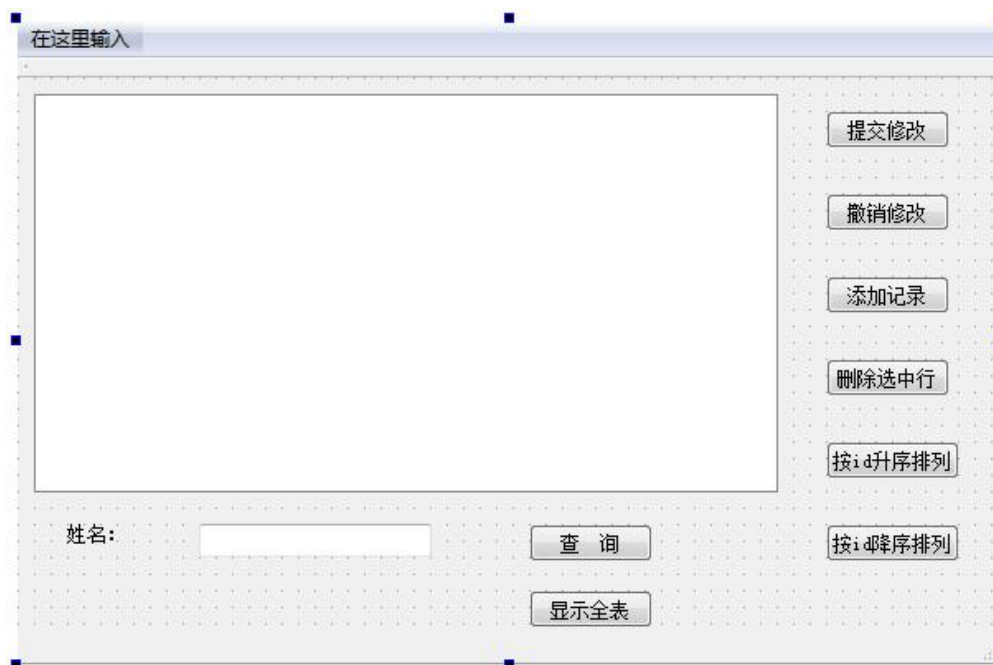 在这里输入
提交修改
撤销修改
添加记录
删除选中行
按id升序排列
姓名:
查 询
按id降序排列
显示全表